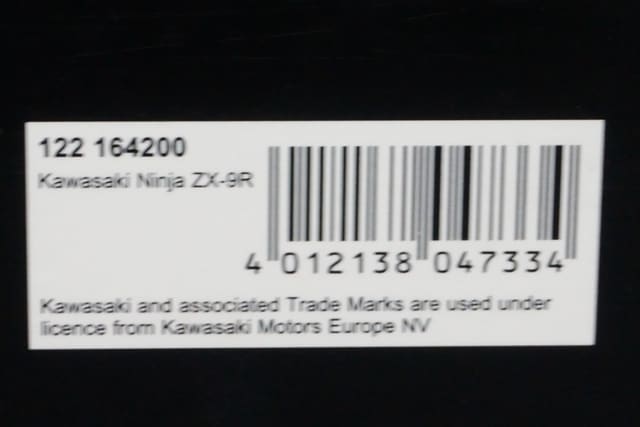 122 164200
Kawasaki Ninja ZX-9R
4 012138 047334
Kawasaki and associated Trade Marks are used under
licence from Kawasaki Motors Europe NV